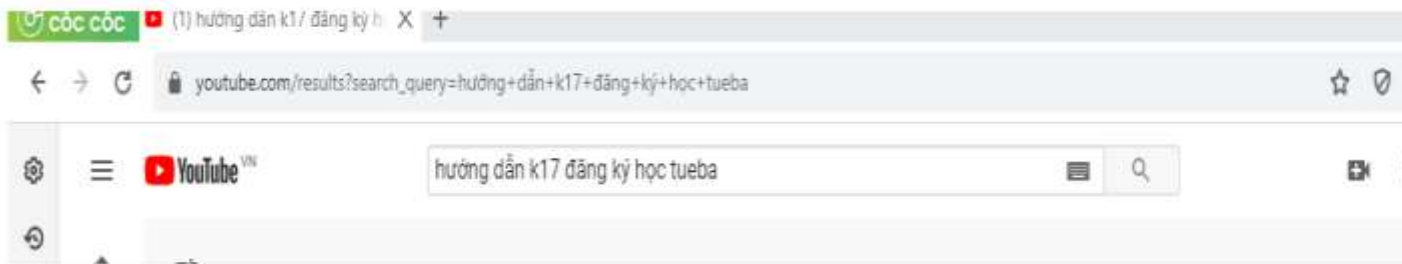 cốc cốc (1) hướng dẫn k17 đăng ký h
youtube.com/results?search_query=hướng+dẫn+k17+đăng+ký+học+tueba
YouTube VN hướng dẫn k17 đăng ký học tueba